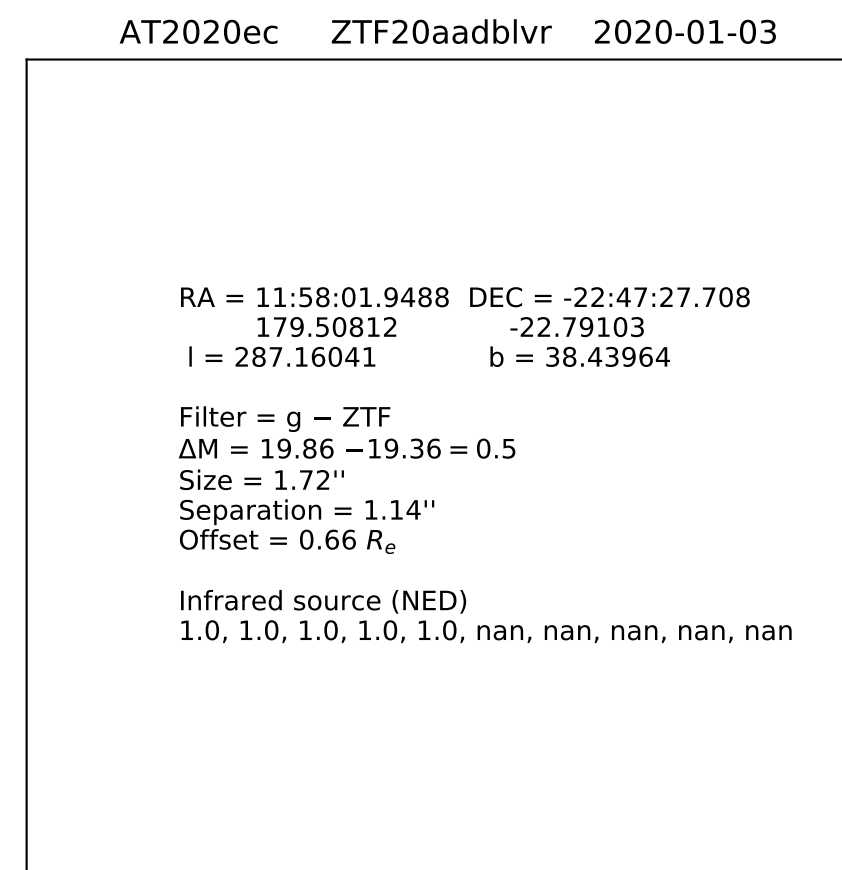 AT2020ec ZTF20aadblvr 2020-01-03
RA = 11:58:01.9488 DEC = -22:47:27.708
179.50812 -22.79103
l = 287.16041 b = 38.43964
Filter = g − ZTF
ΔM = 19.86 −19.36 = 0.5
Size = 1.72''
Separation = 1.14''
Offset = 0.66 Re
Infrared source (NED)
1.0, 1.0, 1.0, 1.0, 1.0, nan, nan, nan, nan, nan